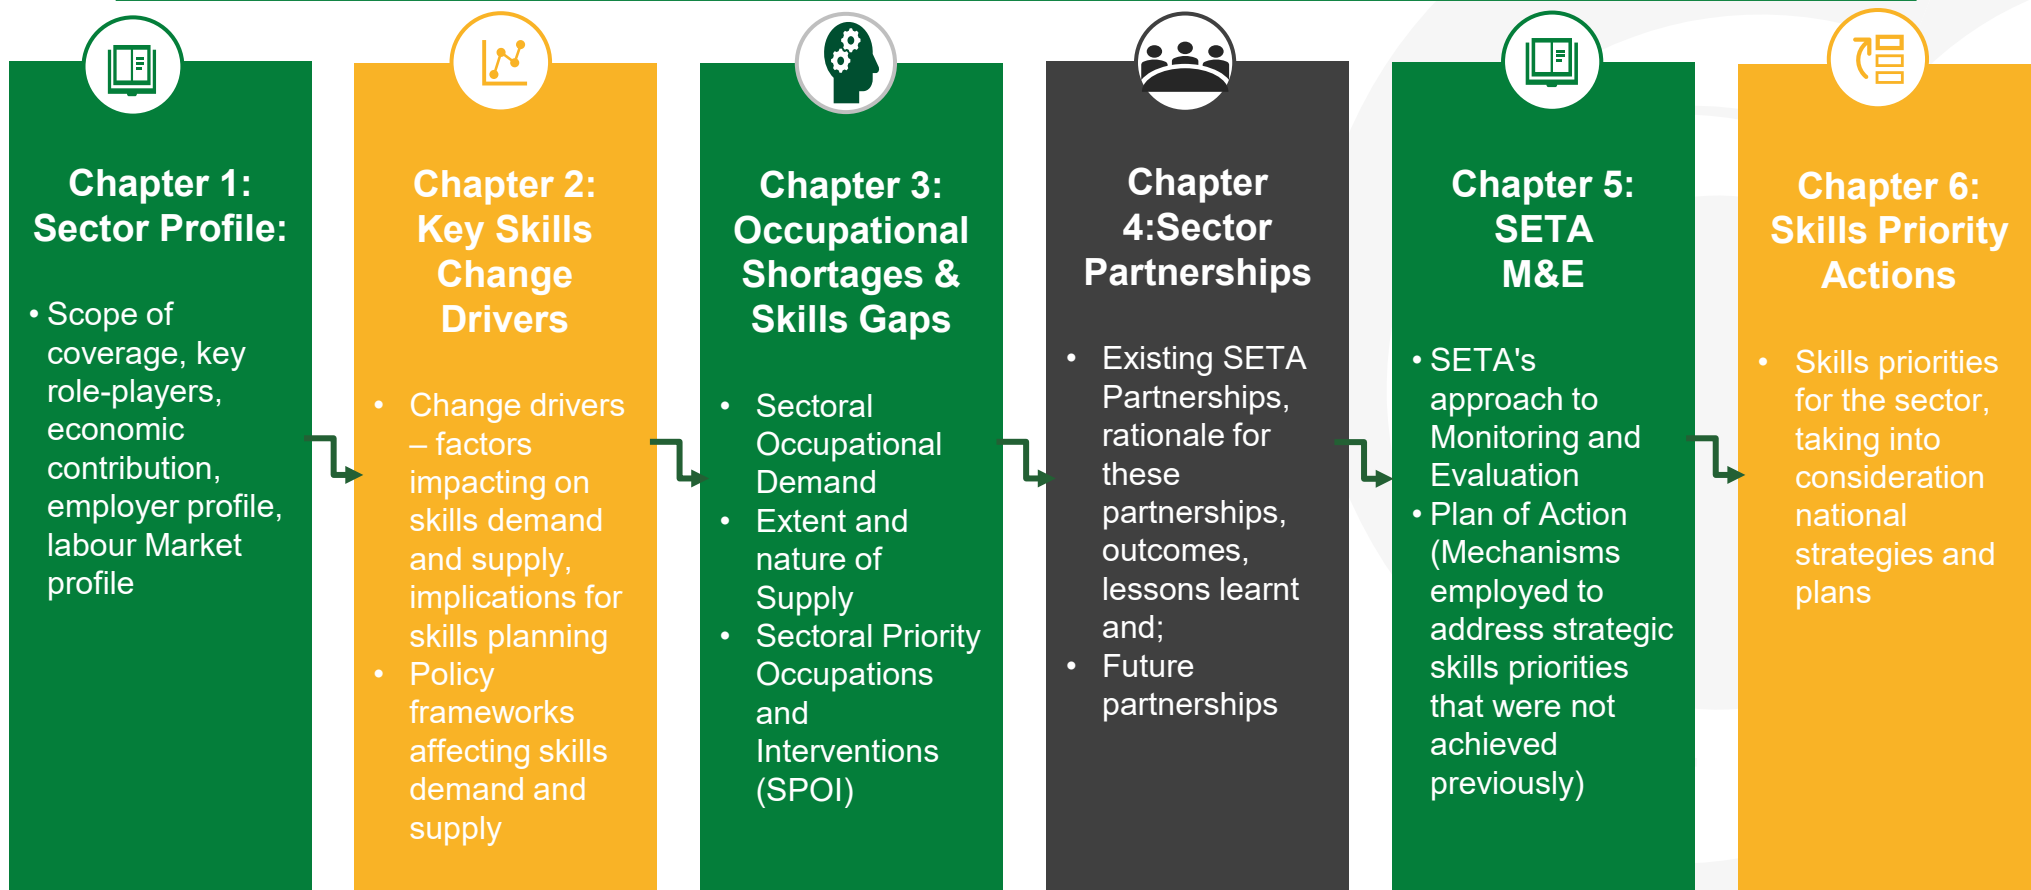 Chapter 1:
Sector Profile:
• Scope of
coverage, key
role-players,
economic
contribution,
employer profile,
labour Market
profile
Chapter 2:
Key Skills
Change
Drivers
• Change drivers
– factors
impacting on
skills demand
and supply,
implications for
skills planning
• Policy
frameworks
affecting skills
demand and
supply
Chapter 3:
Occupational
Shortages &
Skills Gaps
• Sectoral
Occupational
Demand
• Extent and
nature of
Supply
• Sectoral Priority
Occupations
and
Interventions
(SPOI)
Chapter
4:Sector
Partnerships
• Existing SETA
Partnerships,
rationale for
these
partnerships,
outcomes,
lessons learnt
and;
• Future
partnerships
Chapter 5:
SETA
M&E
• SETA's
approach to
Monitoring and
Evaluation
• Plan of Action
(Mechanisms
employed to
address strategic
skills priorities
that were not
achieved
previously)
Chapter 6:
Skills Priority
Actions
• Skills priorities
for the sector,
taking into
consideration
national
strategies and
plans